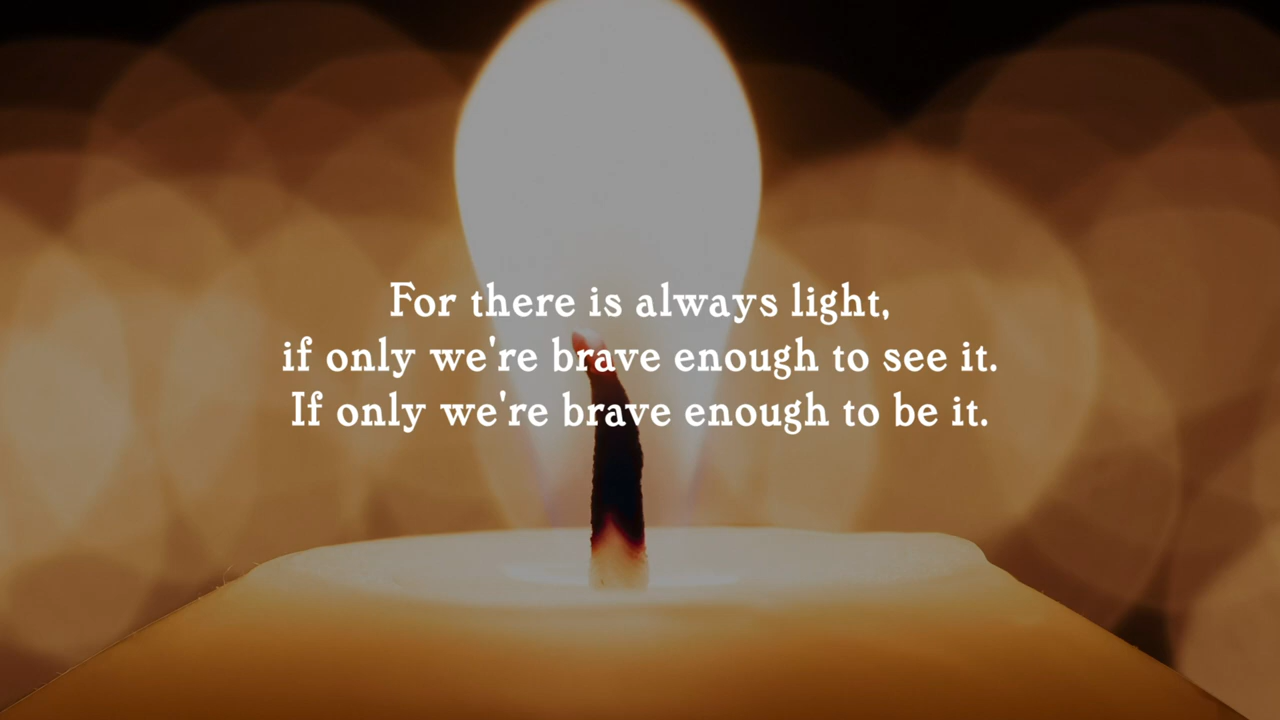 For there is always light,
if only we're brave enough to see it.
If only we're brave enough to be it.